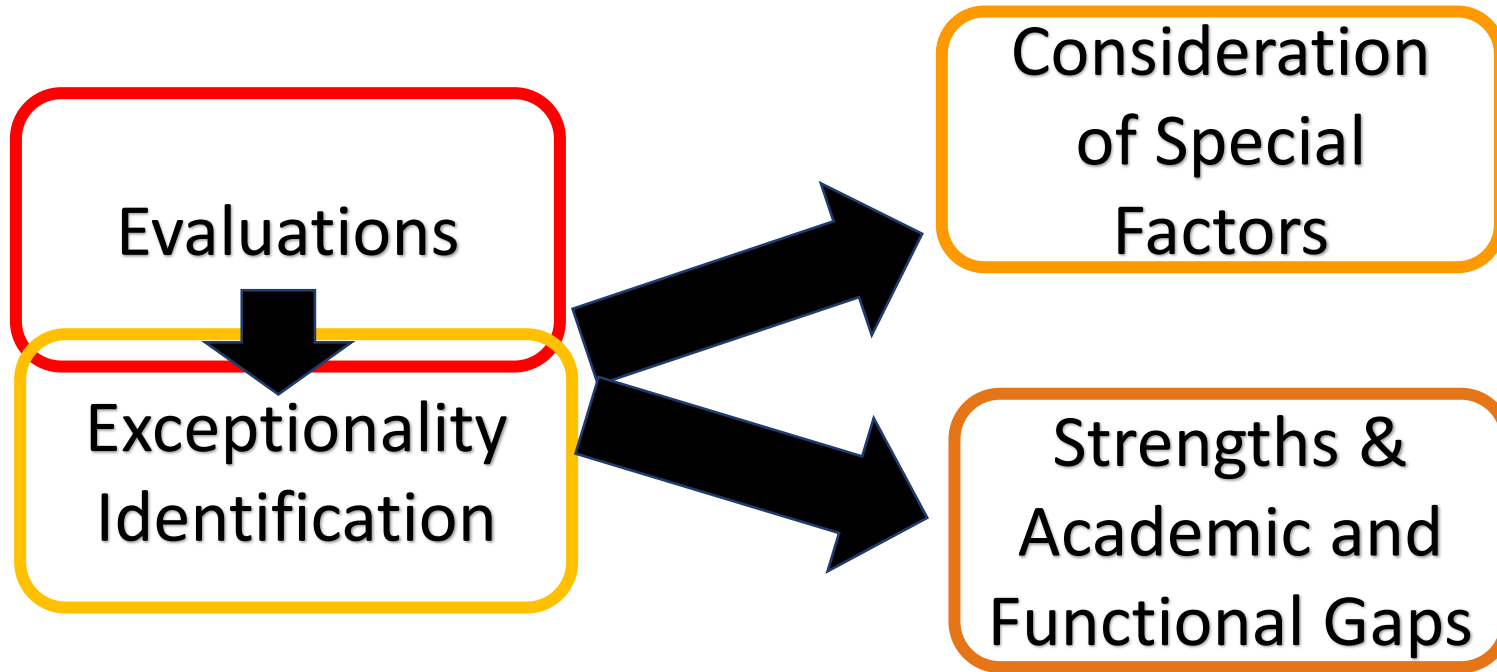 Evaluations
Exceptionality
Identification
Consideration
of Special
Factors
Strengths &
Academic and
Functional Gaps